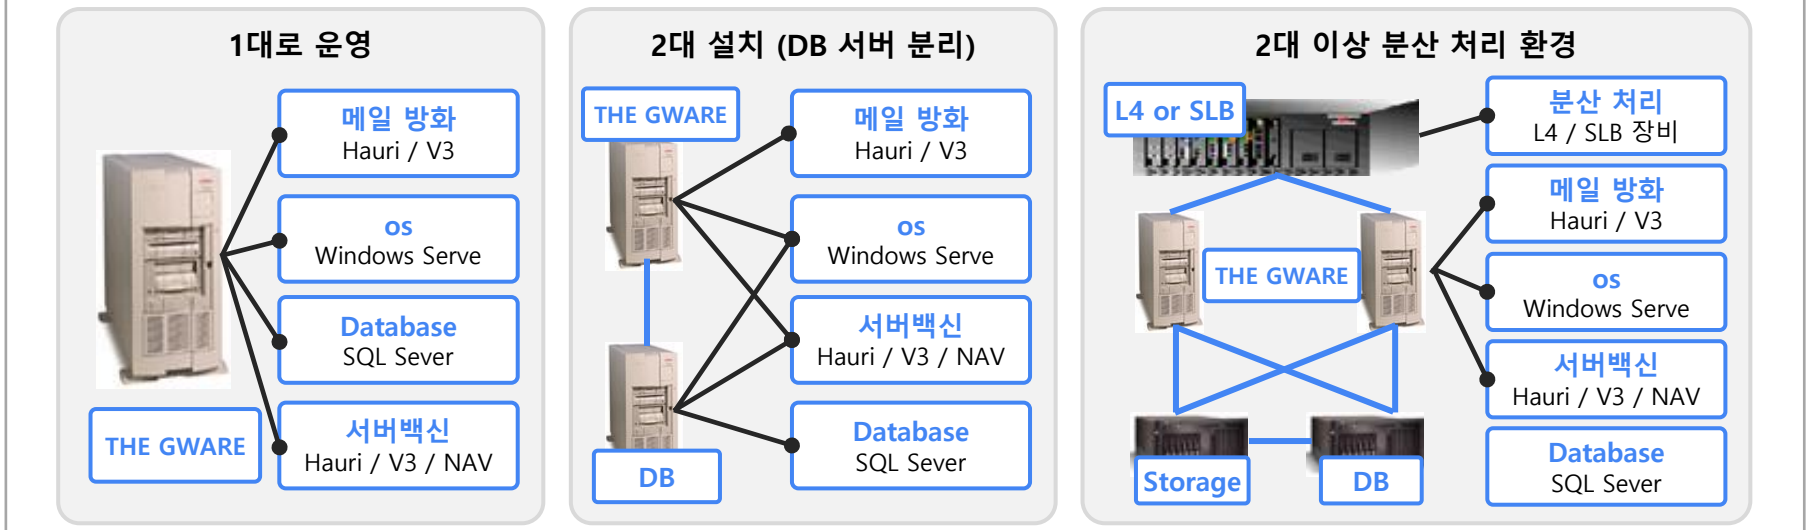 1대로 운영
메일 방화
Hauri / V3
os
Windows Serve
Database
SQL Sever
서버백신
Hauri / V3 / NAV
THE GWARE
2대 설치 (DB 서버 분리)
THE GWARE
메일 방화
Hauri / V3
os
Windows Serve
서버백신
Hauri / V3 / NAV
Database
SQL Sever
DB
2대 이상 분산 처리 환경
L4 or SLB
분산 처리
L4 / SLB 장비
메일 방화
Hauri / V3
THE GWARE
os
Windows Serve
서버백신
Hauri / V3 / NAV
Database
SQL Sever
Storage
DB